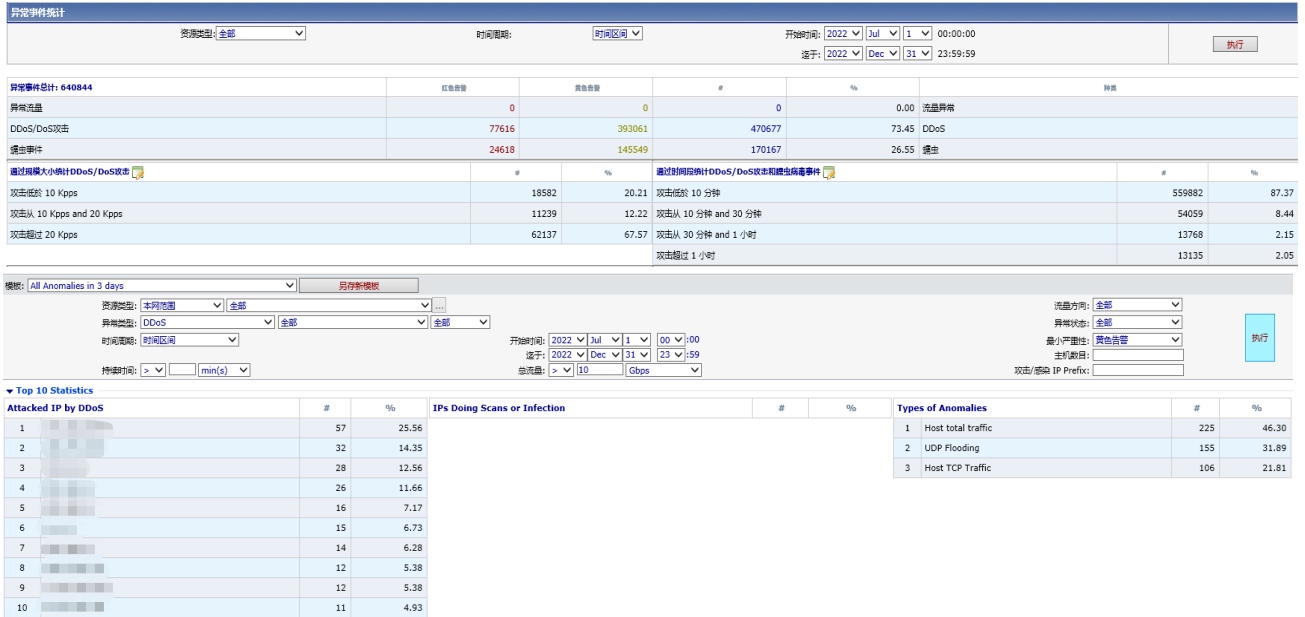 异常事件统计
资源类型: 全部 时间周期: 时间区间 开始时间: 2022 Jul 1 00:00:00
迄于: 2022 Dec 31 23:59:59
执行
异常事件总计: 640844 红色告警 黄色告警 # % 种类
异常流量 0 0 0 0.00 流量异常
DDoS/DoS攻击 77616 393061 470677 73.45 DDoS
蠕虫事件 24618 145549 170167 26.55 蠕虫
通过规模大小统计DDoS/DoS攻击 # % 通过时间段统计DDoS/DoS攻击和蠕虫病毒事件 # %
攻击低於 10 Kpps 18582 20.21 攻击低於 10 分钟 559882 87.37
攻击从 10 Kpps and 20 Kpps 11239 12.22 攻击从 10 分钟 and 30 分钟 54059 8.44
攻击超过 20 Kpps 62137 67.57 攻击从 30 分钟 and 1 小时 13768 2.15
攻击超过 1 小时 13135 2.05
模板: All Anomalies in 3 days 另存新模板
资源类型: 本网范围 全部 ... 流量方向: 全部
异常类型: DDoS 全部 全部 异常状态: 全部
时间周期: 时间区间 开始时间: 2022 Jul 1 00 :00 最小严重性: 黄色告警
迄于: 2022 Dec 31 23 :59 主机数目:
持续时间: > min(s) 总流量: > 10 Gbps 攻击/感染 IP Prefix:
执行
Top 10 Statistics
Attacked IP by DDoS # % IPs Doing Scans or Infection # % Types of Anomalies # %
1 57 25.56 1 Host total traffic 225 46.30
2 32 14.35 2 UDP Flooding 155 31.89
3 28 12.56 3 Host TCP Traffic 106 21.81
4 26 11.66
5 16 7.17
6 15 6.73
7 14 6.28
8 12 5.38
9 12 5.38
10 11 4.93